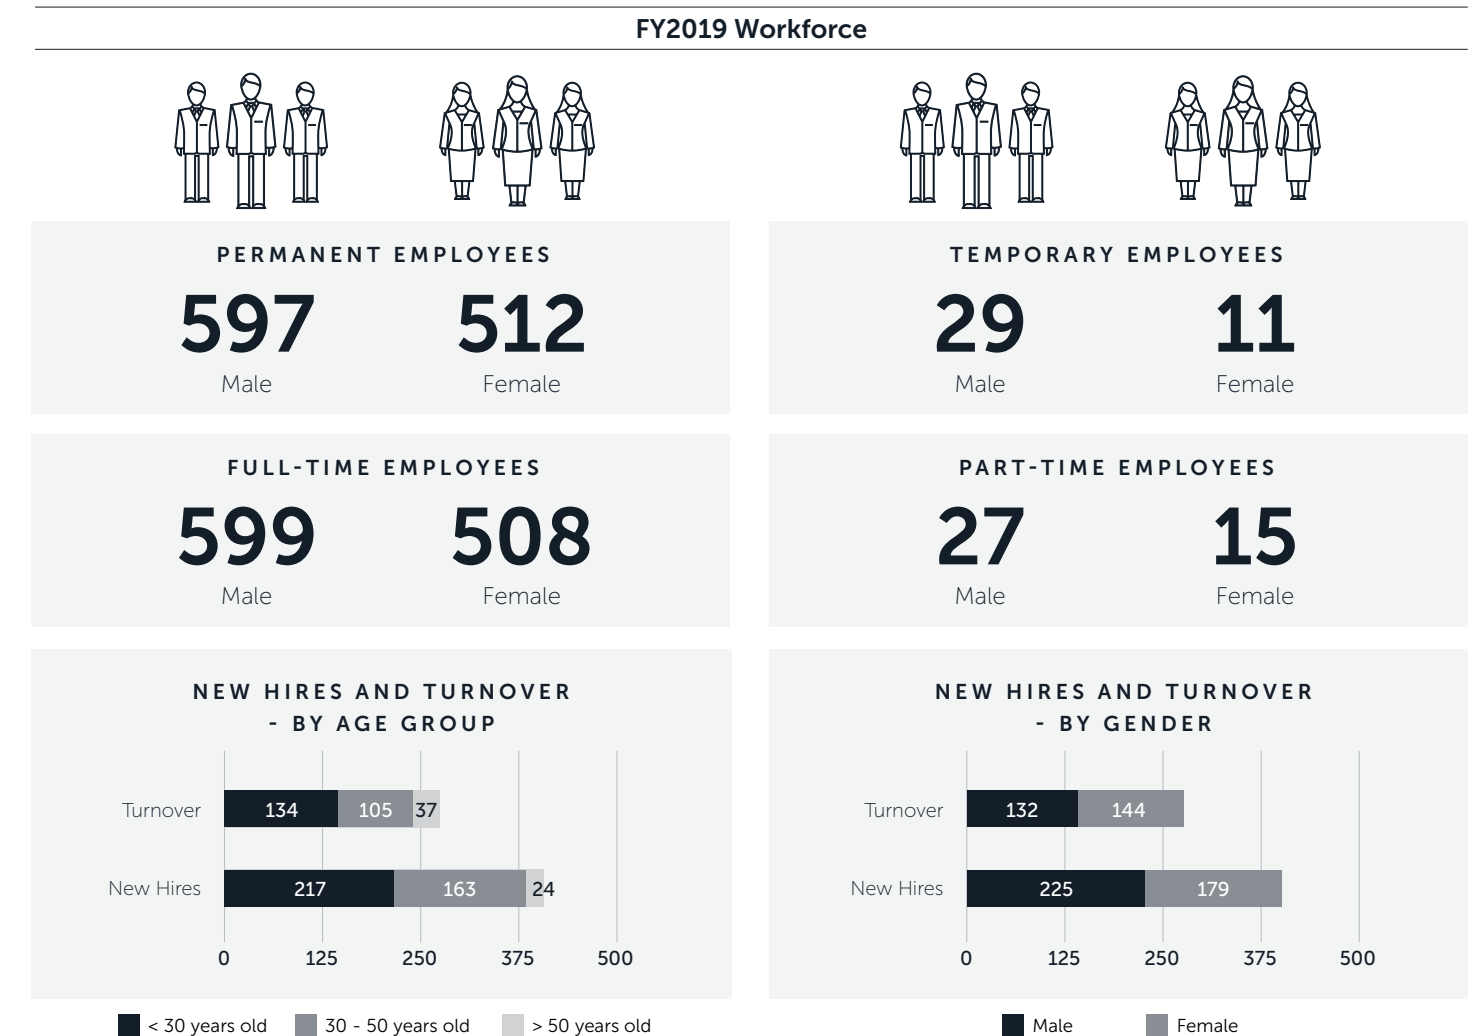 FY2019 Workforce
PERMANENT EMPLOYEES
597 512
Male Female
TEMPORARY EMPLOYEES
29 11
Male Female
FULL-TIME EMPLOYEES
599 508
Male Female
PART-TIME EMPLOYEES
27 15
Male Female
NEW HIRES AND TURNOVER
- BY AGE GROUP
Turnover 134 105 37
New Hires 217 163 24
0 125 250 375 500
< 30 years old 30 - 50 years old > 50 years old
NEW HIRES AND TURNOVER
- BY GENDER
Turnover 132 144
New Hires 225 179
0 125 250 375 500
Male Female